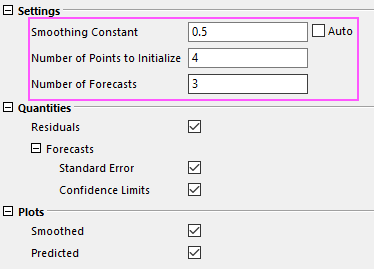 Settings
Smoothing Constant 0.5 Auto
Number of Points to Initialize 4
Number of Forecasts 3
Quantities
Residuals
Forecasts
Standard Error
Confidence Limits
Plots
Smoothed
Predicted